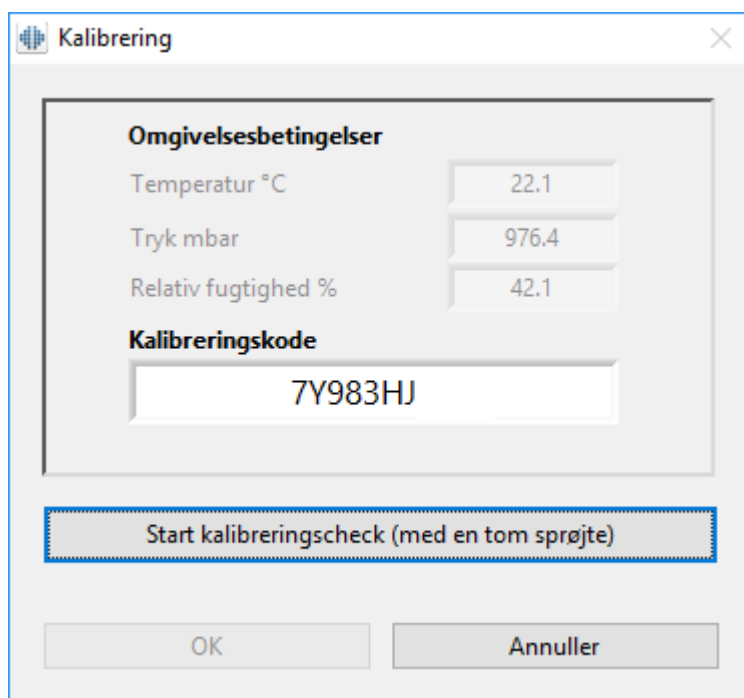 Kalibrering
Omgivelsesbetingelser
Temperatur °C 22.1
Tryk mbar 976.4
Relativ fugtighed % 42.1
Kalibreringskode
7Y983HJ
Start kalibreringscheck (med en tom sprøjte)
OK Annuller